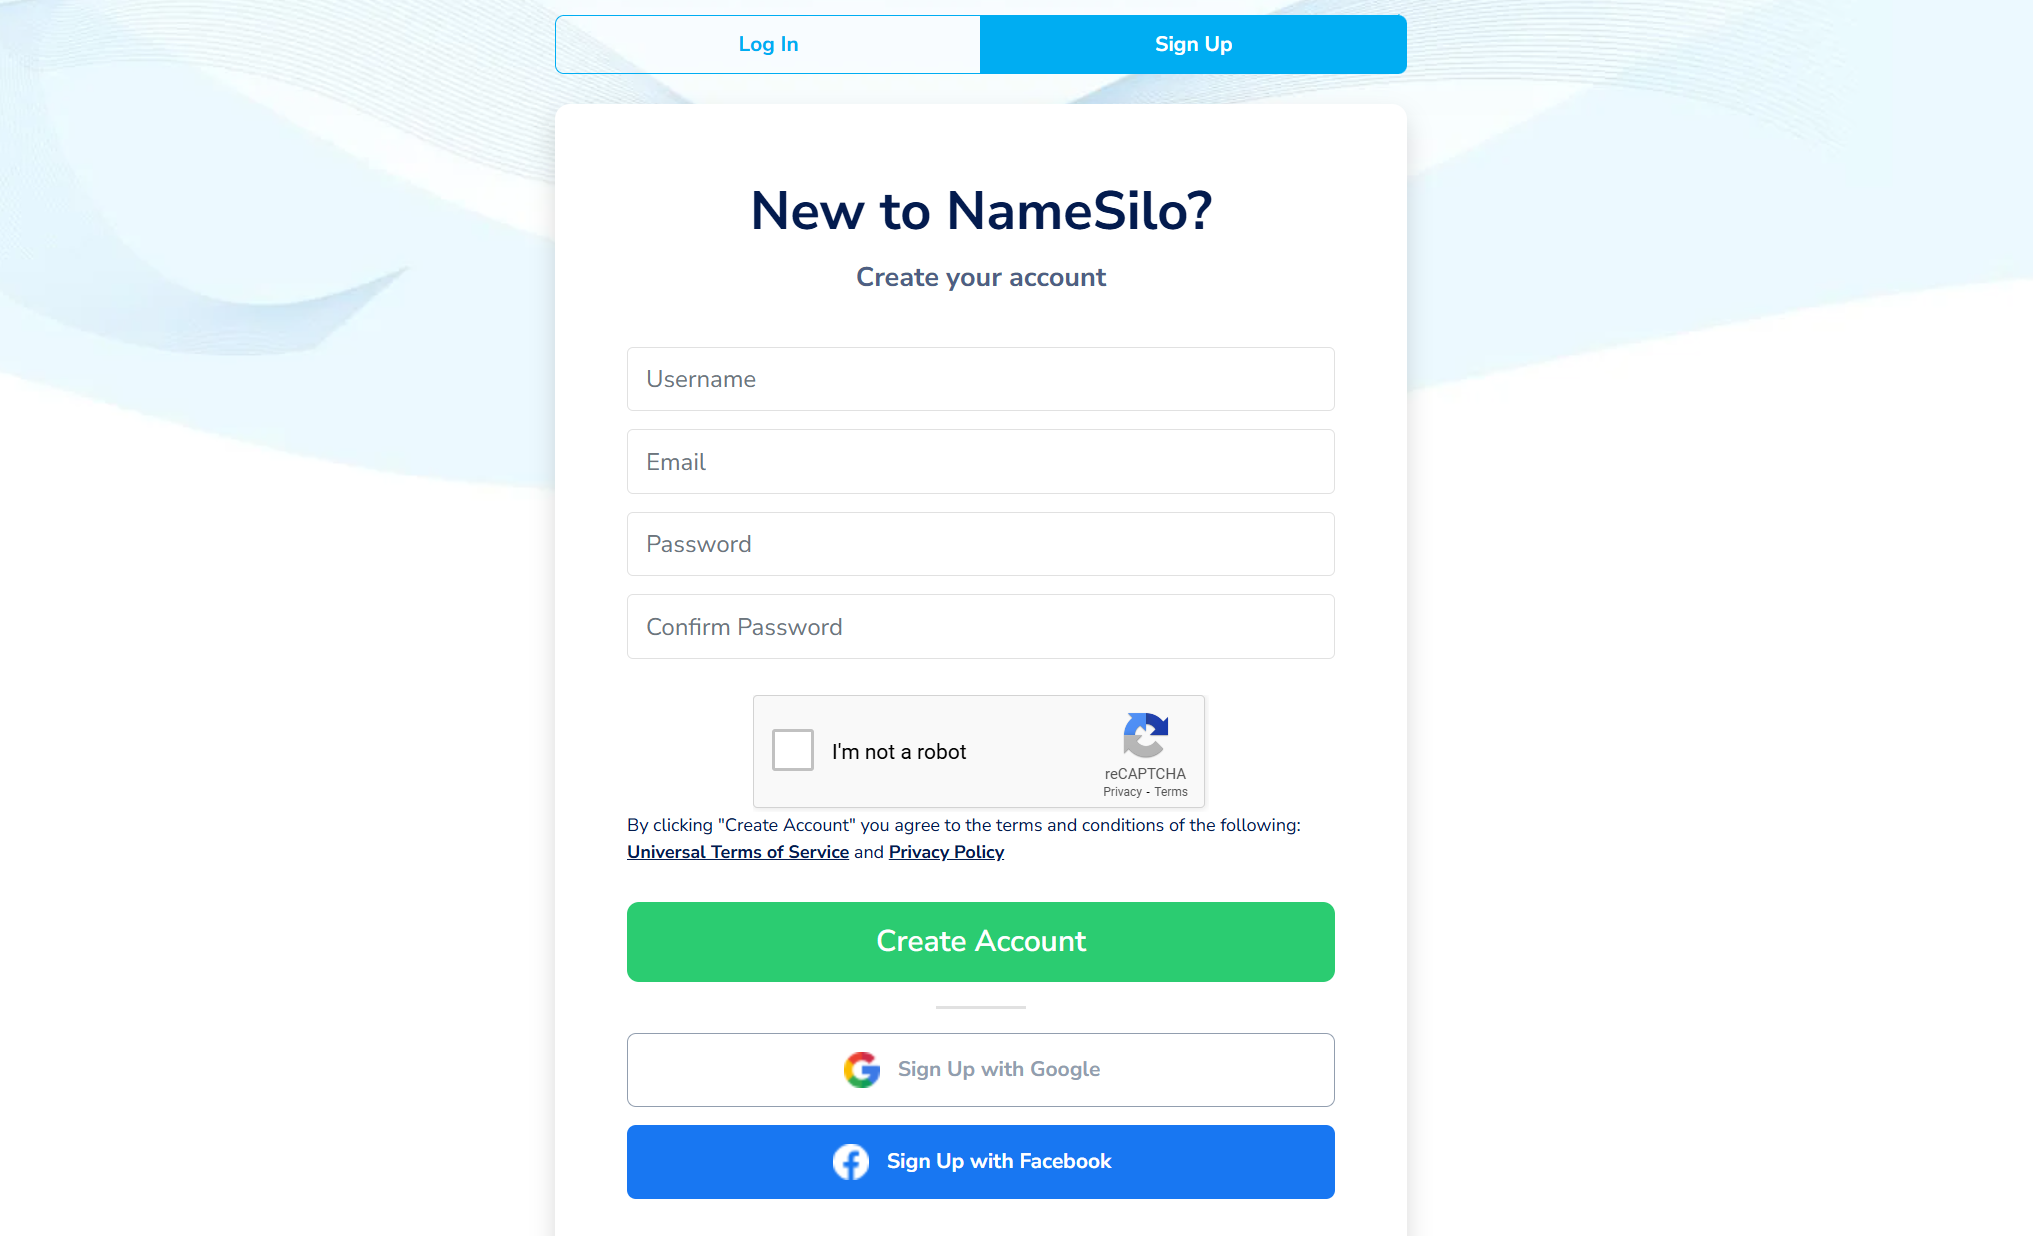 Log In
Sign Up
New to NameSilo?
Create your account
Username
Email
Password
Confirm Password
I'm not a robot
reCAPTCHA
Privacy - Terms
By clicking "Create Account" you agree to the terms and conditions of the following:
Universal Terms of Service and Privacy Policy
Create Account
Sign Up with Google
Sign Up with Facebook